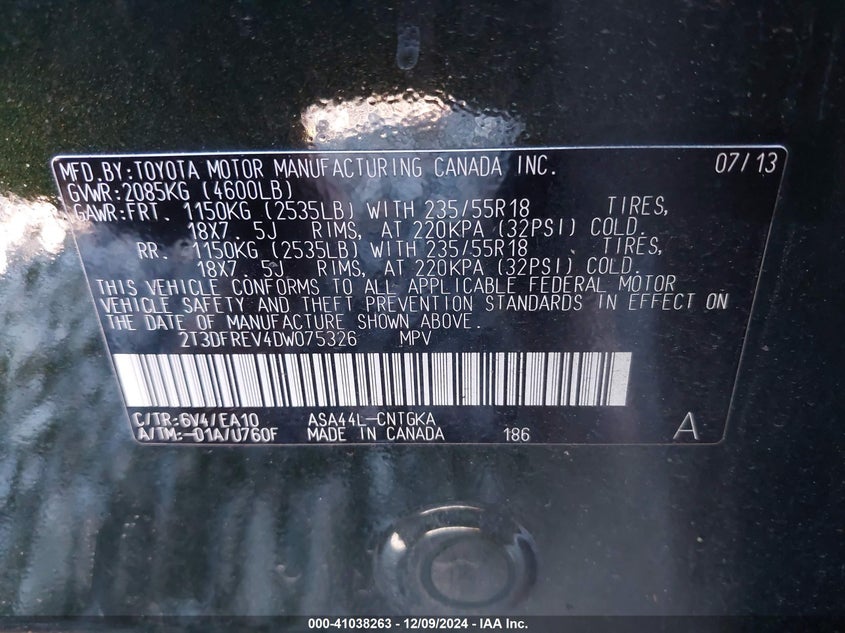 MFD.BY:TOYOTA MOTOR MANUFACTURING CANADA INC. 07/13
GVWR:2085KG (4600LB)
GAWR:FRT. 1150KG (2535LB) WITH 235/55R18 TIRES,
18X7. 5J RIMS, AT 220KPA (32PSI) COLD.
RR. 1150KG (2535LB) WITH 235/55R18 TIRES,
18X7. 5J RIMS, AT 220KPA (32PSI) COLD.
THIS VEHICLE CONFORMS TO ALL APPLICABLE FEDERAL MOTOR
VEHICLE SAFETY AND THEFT PREVENTION STANDARDS IN EFFECT ON
THE DATE OF MANUFACTURE SHOWN ABOVE.
2T3DFREV4DW075326 MPV
C/TR:6V4/EA10 ASA44L-CNTGKA
A/TM:-01A/U760F MADE IN CANADA 186 A
000-41038263 - 12/09/2024 - IAA Inc.